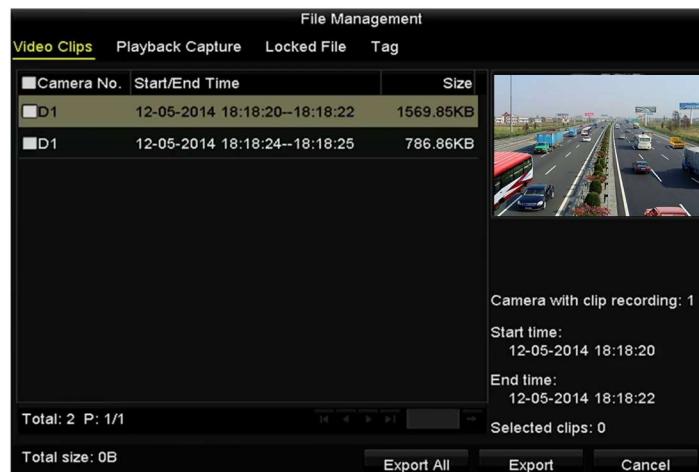 File Management
Video Clips Playback Capture Locked File Tag
Camera No. Start/End Time Size
D1 12-05-2014 18:18:20--18:18:22 1569.85KB
D1 12-05-2014 18:18:24--18:18:25 786.86KB
Camera with clip recording: 1
Start time:
12-05-2014 18:18:20
End time:
12-05-2014 18:18:22
Selected clips: 0
Total: 2 P: 1/1
Total size: 0B
Export All Export Cancel